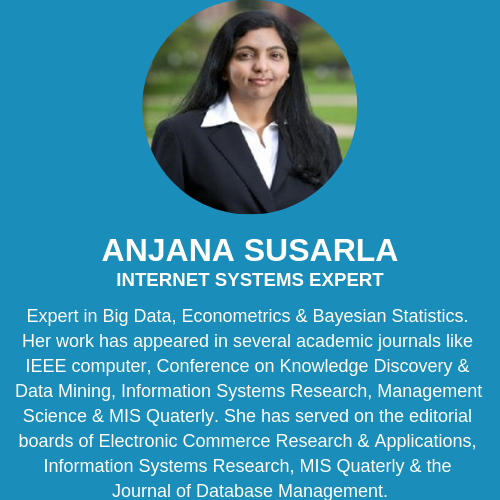 ANJANA SUSARLA
INTERNET SYSTEMS EXPERT
Expert in Big Data, Econometrics & Bayesian Statistics.
Her work has appeared in several academic journals like
IEEE computer, Conference on Knowledge Discovery &
Data Mining, Information Systems Research, Management
Science & MIS Quaterly. She has served on the editorial
boards of Electronic Commerce Research & Applications,
Information Systems Research, MIS Quaterly & the
Journal of Database Management.